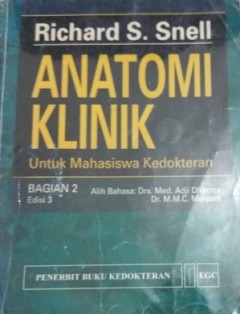 Richard S. Snell
ANATOMI
KLINIK
Untuk Mahasiswa Kedokteran
BAGIAN 2
Edisi 3
Alih Bahasa: Drs. Med. Adji Dharma
Dr. M.M.C. Maryani
PENERBIT BUKU KEDOKTERAN
EGC